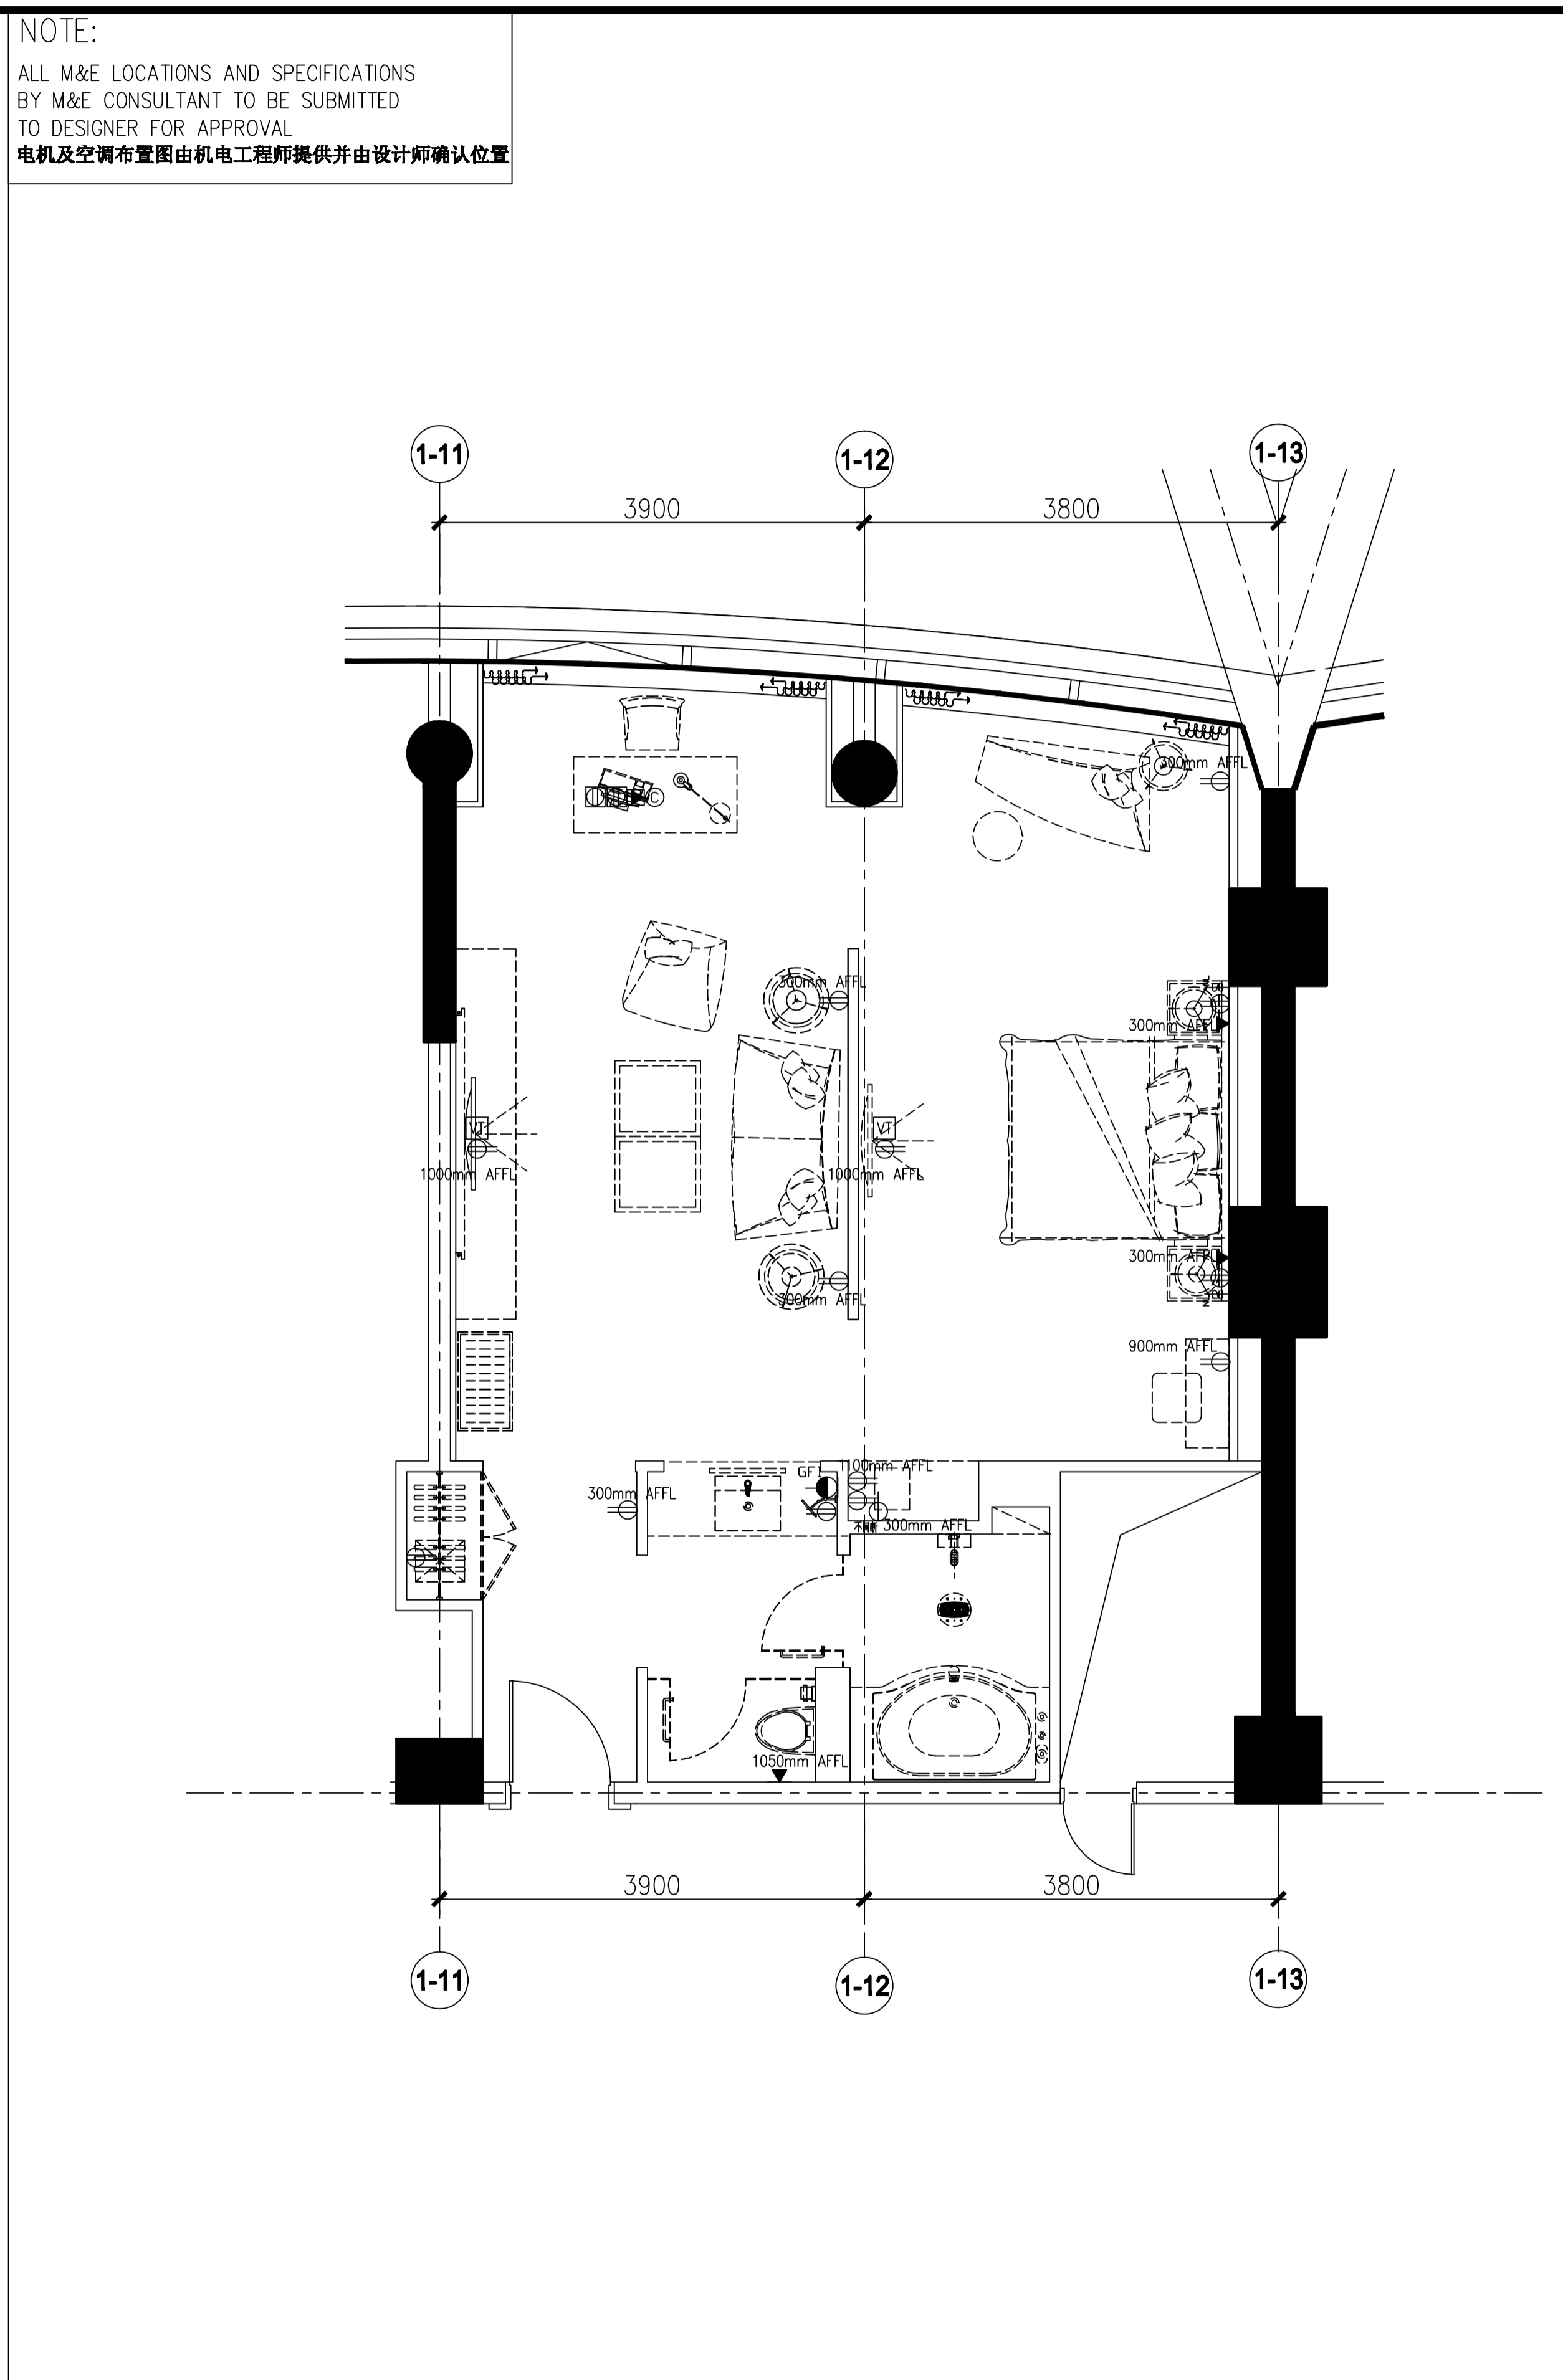 NOTE:
ALL M&E LOCATIONS AND SPECIFICATIONS
BY M&E CONSULTANT TO BE SUBMITTED
TO DESIGNER FOR APPROVAL
电机及空调布置图由机电工程师提供并由设计师确认位置
1-11
1-12
1-13
3900
3800
300mm AFFL
C
300mm AFFL
300mm AFFL
VT
VT
1000mm AFFL
1000mm AFFL
300mm AFFL
300mm AFFL
900mm AFFL
GFI
1100mm AFFL
300mm AFFL
300mm AFFL
1050mm AFFL
3900
3800
1-11
1-12
1-13